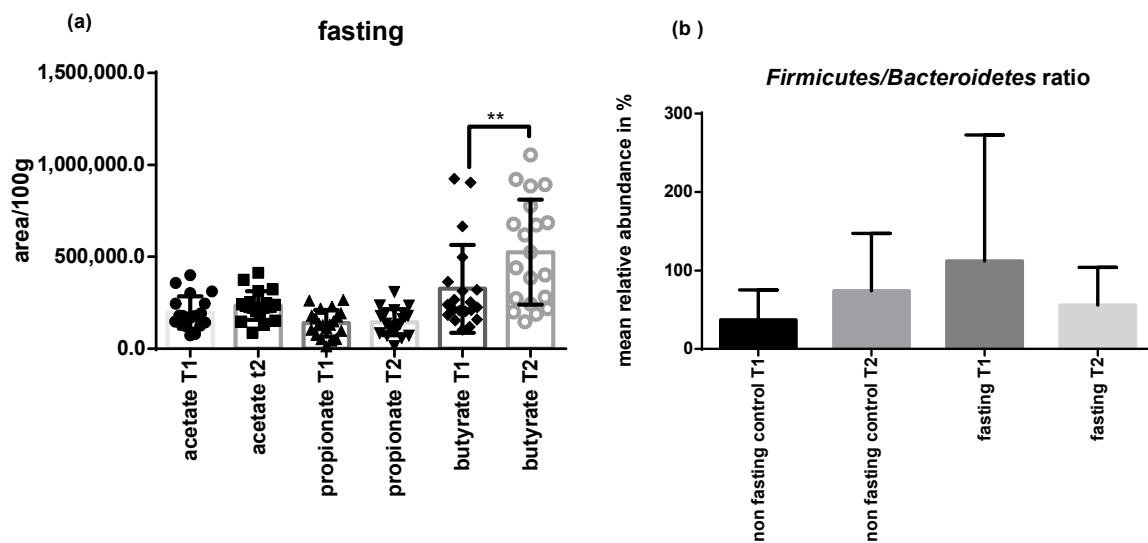 (a)
fasting
area/100g
1,500,000.0
1,000,000.0
500,000.0
0.0
**
acetate T1
acetate t2
propionate T1
propionate T2
butyrate T1
butyrate T2
(b )
Firmicutes/Bacteroidetes ratio
mean relative abundance in %
300
200
100
0
non fasting control T1
non fasting control T2
fasting T1
fasting T2